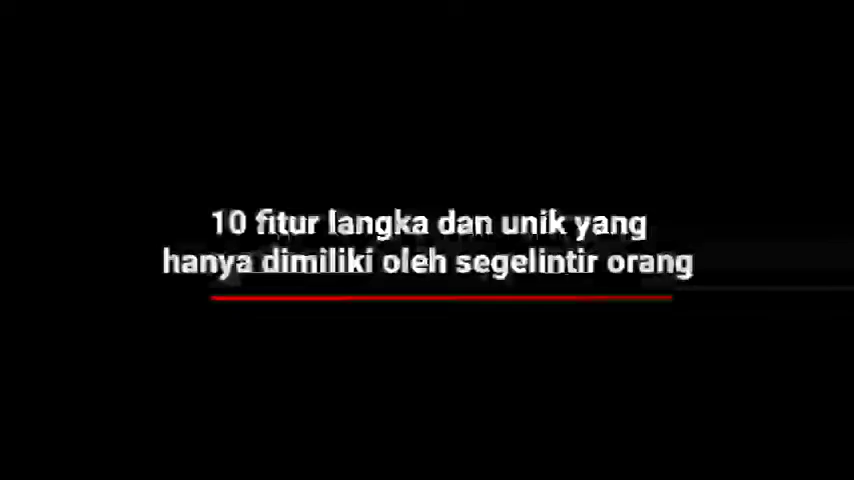 10 fitur langka dan unik yang
hanya dimiliki oleh segelintir orang